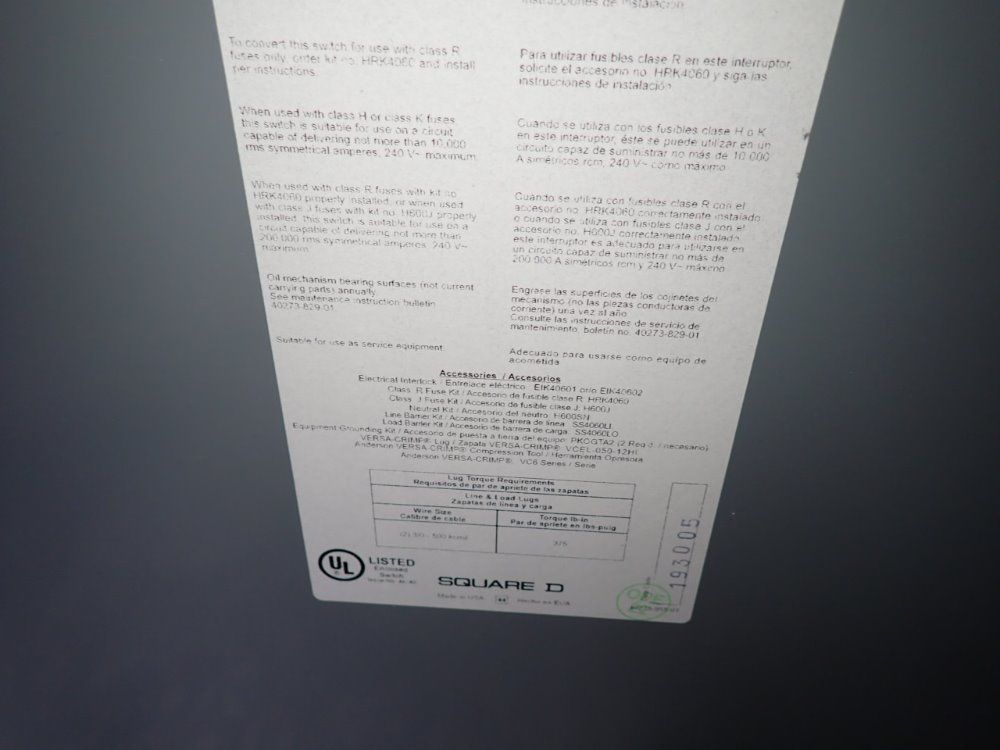 instrucciones de instalación
To convert this switch for use with class R
fuses only, order kit no. HRK4060 and install
per instructions.
Para utilizar fusibles clase R en este interruptor,
solicite el accesorio no. HRK4060 y siga las
instrucciones de instalación
When used with class H or class K fuses
this switch is suitable for use on a circuit
capable of delivering not more than 10,000
rms symmetrical amperes, 240 V~ maximum.
Cuando se utiliza con los fusibles clase H o K
en este interruptor, éste se puede utilizar en un
circuito capaz de suministrar no más de 10 000
A simétricos rcm, 240 V~ como máximo
When used with class R fuses with kit no.
HRK4060 properly installed, or when used
with class J fuses with kit no. H600J properly
installed, this switch is suitable for use on a
circuit capable of delivering not more than
200,000 rms symmetrical amperes, 240 V~
maximum.
Cuando se utiliza con fusibles clase R con el
accesorio no. HRK4060 correctamente instalado
o cuando se utiliza con fusibles clase J con el
accesorio no. H600J correctamente instalado
este interruptor es adecuado para utilizarse en
un circuito capaz de suministrar no más de
200 000 A simétricos rcm y 240 V~ máximo
Oil mechanism bearing surfaces (not current
carrying parts) annually
See maintenance instruction bulletin
40273-829-01
Engrase las superficies de los cojinetes del
mecanismo (no las piezas conductoras de
corriente) una vez al año
Consulte las instrucciones de servicio de
mantenimiento, boletín no. 40273-829-01
Suitable for use as service equipment
Adecuado para usarse como equipo de
acometida
Accessories / Accesorios
Electrical Interlock / Entrelace eléctrico: EIK40601 or/o EIK40602
Class R Fuse Kit / Accesorio de fusible clase R: HRK4060
Class J Fuse Kit / Accesorio de fusible clase J: H600J
Neutral Kit / Accesorio del neutro: H600SN
Line Barrier Kit / Accesorio de barrera de línea: SS4060LI
Load Barrier Kit / Accesorio de barrera de carga: SS4060LO
Equipment Grounding Kit / Accesorio de puesta a tierra del equipo: PKOGTA2 (2 Req'd. / necesario)
VERSA-CRIMP® Lug / Zapata VERSA-CRIMP®: VCEL-050-12HI
Anderson VERSA-CRIMP® Compression Tool / Herramienta Opresora
Anderson VERSA-CRIMP®: VC6 Series / Serie
Lug Torque Requirements
Requisitos de par de apriete de las zapatas
Line & Load Lugs
Zapatas de línea y carga
Wire Size
Calibre de cable
Torque lb-in
Par de apriete en lbs-pulg
500 kcmil
375
UL
LISTED
Enclosed
Switch
SQUARE D
Made in USA
Hecho en EUA
193005